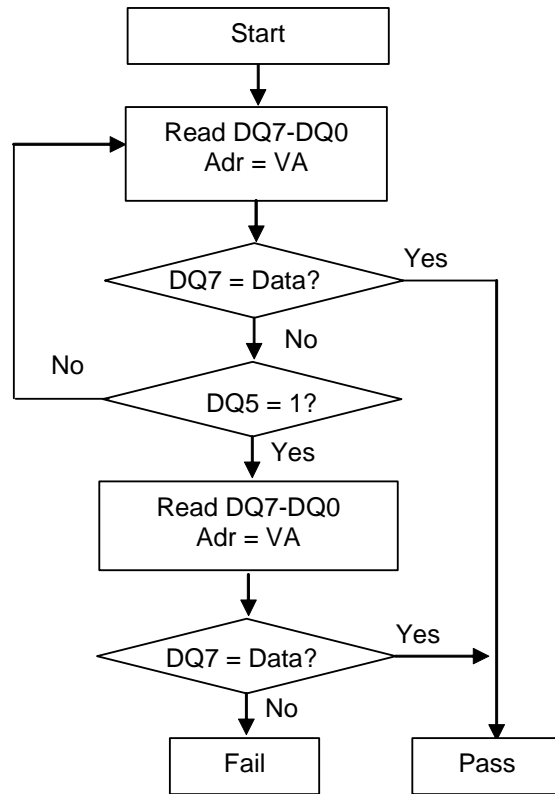 Start
Read DQ7-DQ0
Adr = VA
Yes
DQ7 = Data?
No
No
DQ5 = 1?
Yes
Read DQ7-DQ0
Adr = VA
Yes
DQ7 = Data?
No
Fail
Pass